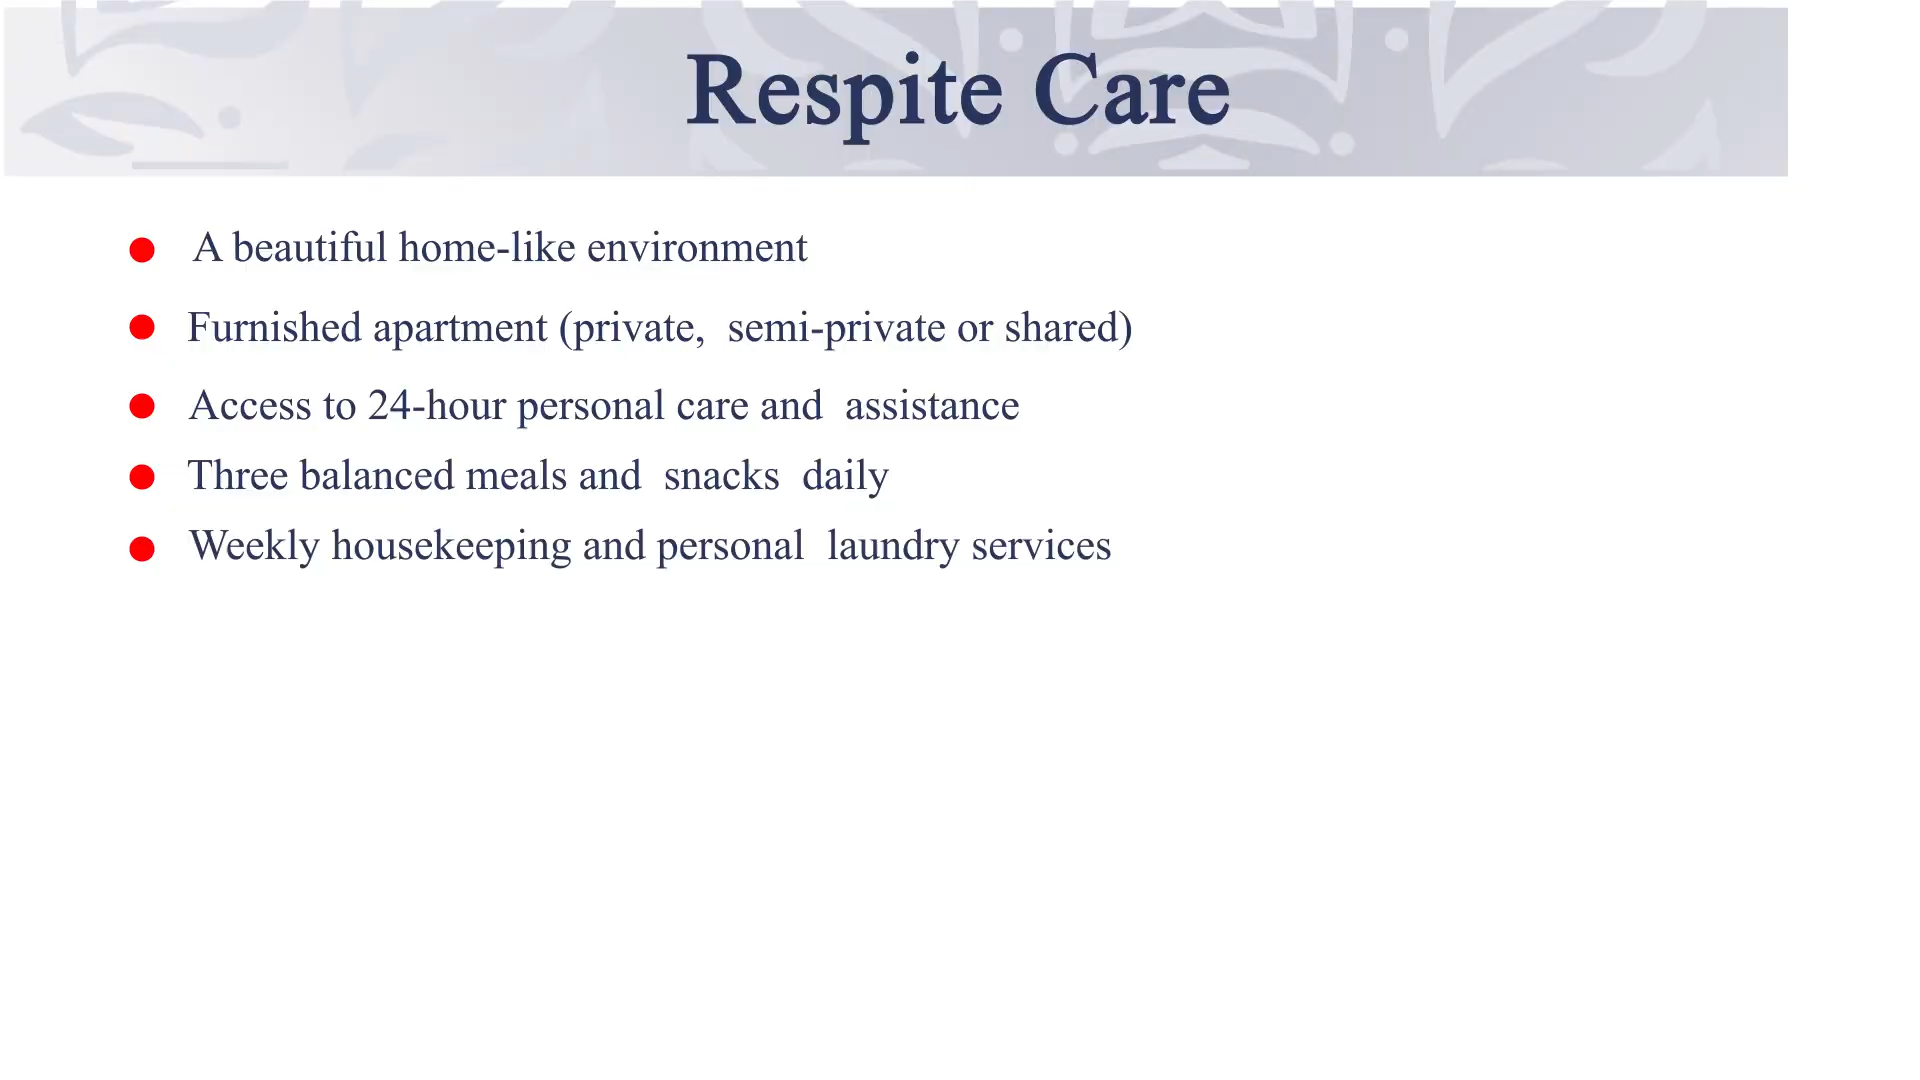 Respite Care
A beautiful home-like environment
Furnished apartment (private, semi-private or shared)
Access to 24-hour personal care and assistance
Three balanced meals and snacks daily
Weekly housekeeping and personal laundry services